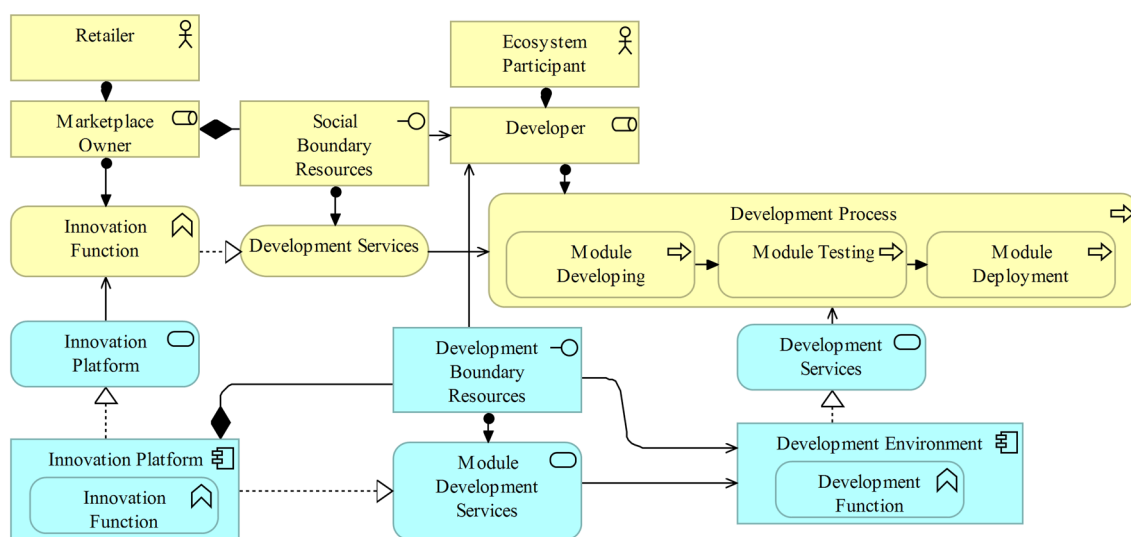 Retailer
Ecosystem
Participant
Marketplace
Owner
Social
Boundary
Resources
Developer
Innovation
Function
Development Services
Development Process
Module
Developing
Module Testing
Module
Deployment
Innovation
Platform
Development
Boundary
Resources
Development
Services
Innovation Platform
Innovation
Function
Module
Development
Services
Development Environment
Development
Function